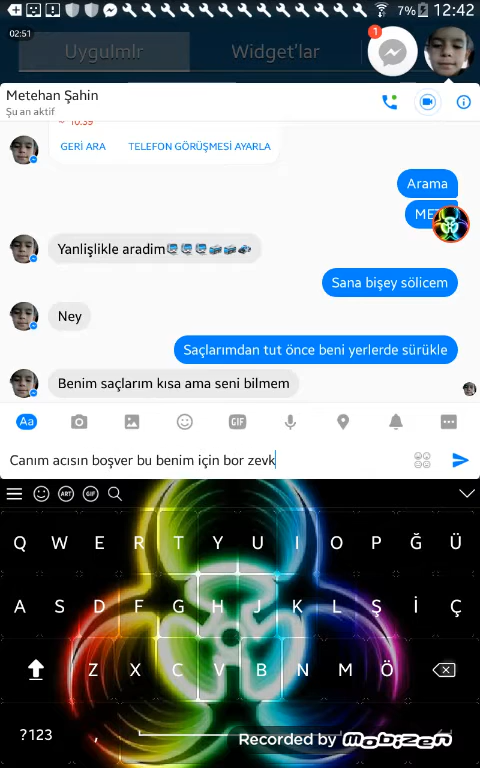 7% 12:42
02:51
Uygulmlr Widget'lar
1
Metehan Şahin
Şu an aktif
10:39
GERİ ARA TELEFON GÖRÜŞMESİ AYARLA
Arama
MET
Yanlişlikle aradim
Sana bişey sölicem
Ney
Saçlarımdan tut önce beni yerlerde sürükle
Benim saçlarım kısa ama seni bilmem
Aa GIF
Canım acısın boşver bu benim için bor zevk
ART GIF
Q W E R T Y U I O P Ğ Ü
A S D F G H J K L Ş İ Ç
Z X C V B N M Ö
?123 ,
Recorded by Mobizen